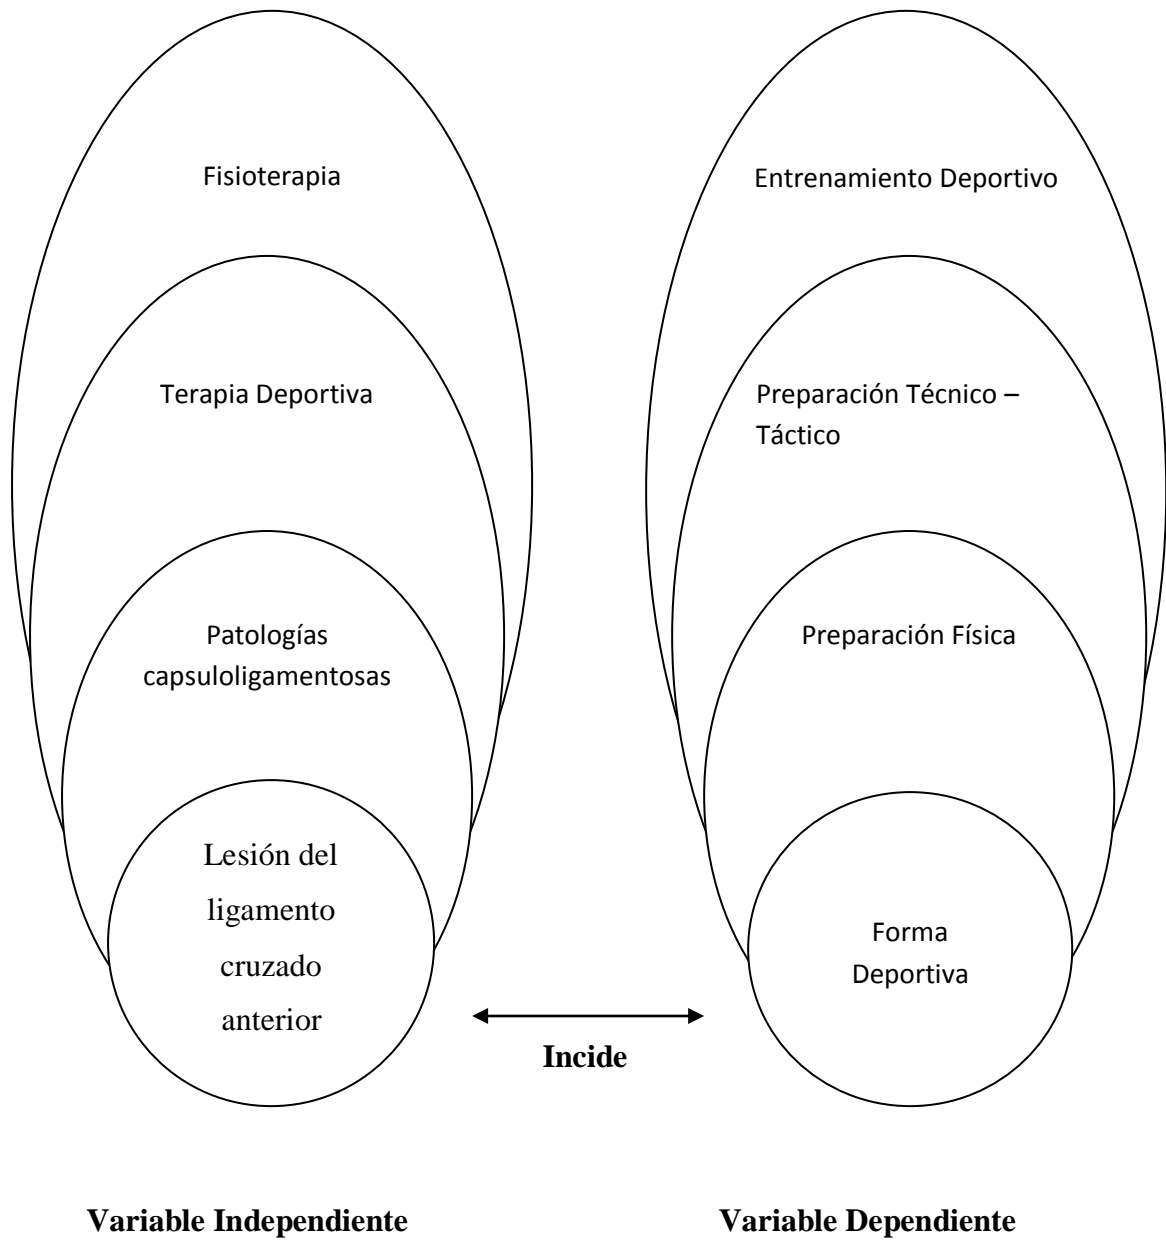 Fisioterapia
Terapia Deportiva
Patologías
capsuloligamentosas
Lesión del
ligamento
cruzado
anterior
Entrenamiento Deportivo
Preparación Técnico –
Táctico
Preparación Física
Forma
Deportiva
Incide
Variable Independiente
Variable Dependiente